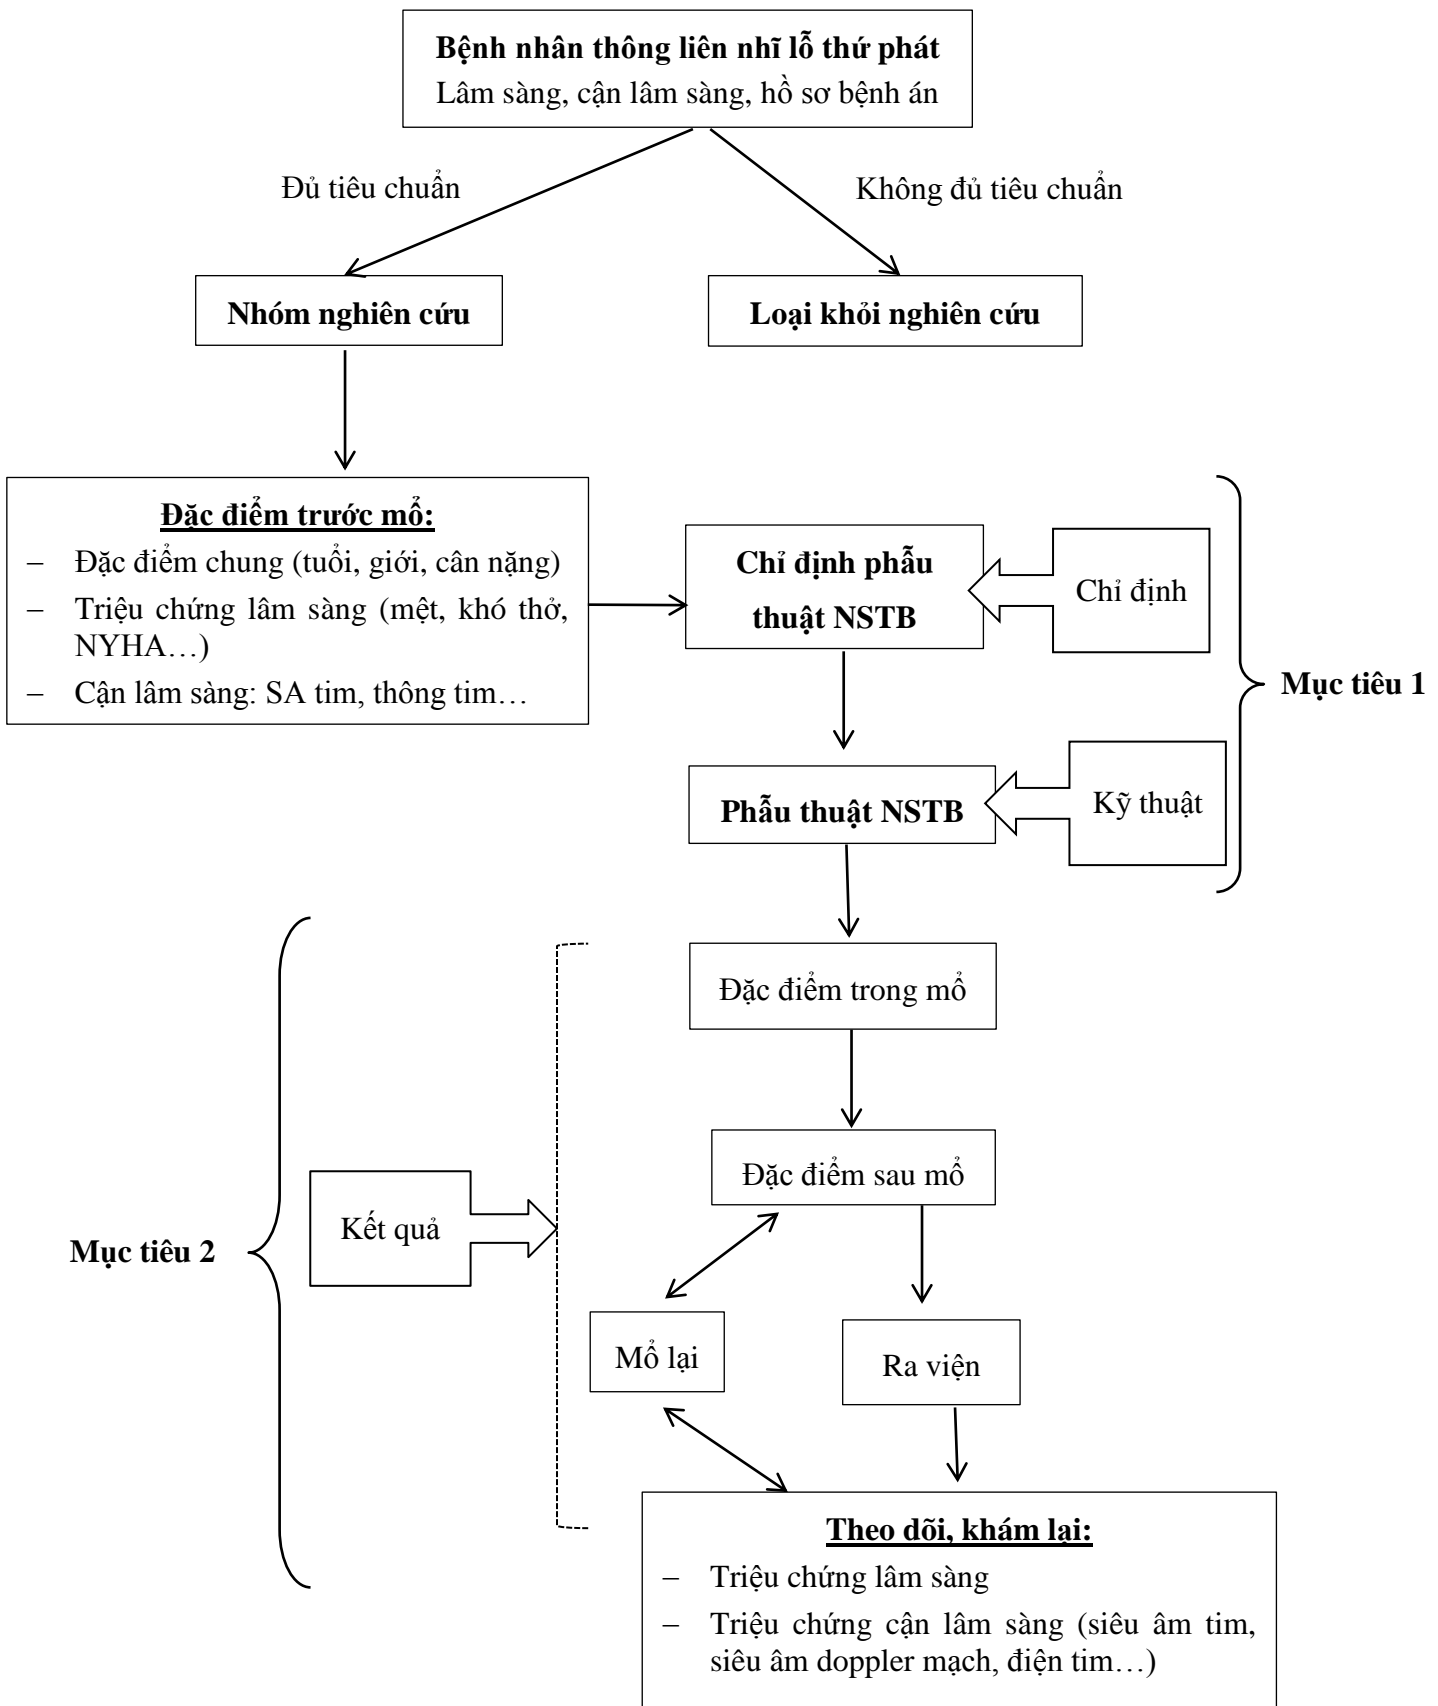 Bệnh nhân thông liên nhĩ lỗ thứ phát
Lâm sàng, cận lâm sàng, hồ sơ bệnh án
Đủ tiêu chuẩn
Không đủ tiêu chuẩn
Nhóm nghiên cứu
Loại khỏi nghiên cứu
Đặc điểm trước mổ:
– Đặc điểm chung (tuổi, giới, cân nặng)
– Triệu chứng lâm sàng (mệt, khó thở,
NYHA…)
– Cận lâm sàng: SA tim, thông tim…
Chỉ định phẫu
thuật NSTB
Chỉ định
Mục tiêu 1
Phẫu thuật NSTB
Kỹ thuật
Đặc điểm trong mổ
Đặc điểm sau mổ
Kết quả
Mục tiêu 2
Mổ lại
Ra viện
Theo dõi, khám lại:
– Triệu chứng lâm sàng
– Triệu chứng cận lâm sàng (siêu âm tim,
siêu âm doppler mạch, điện tim…)